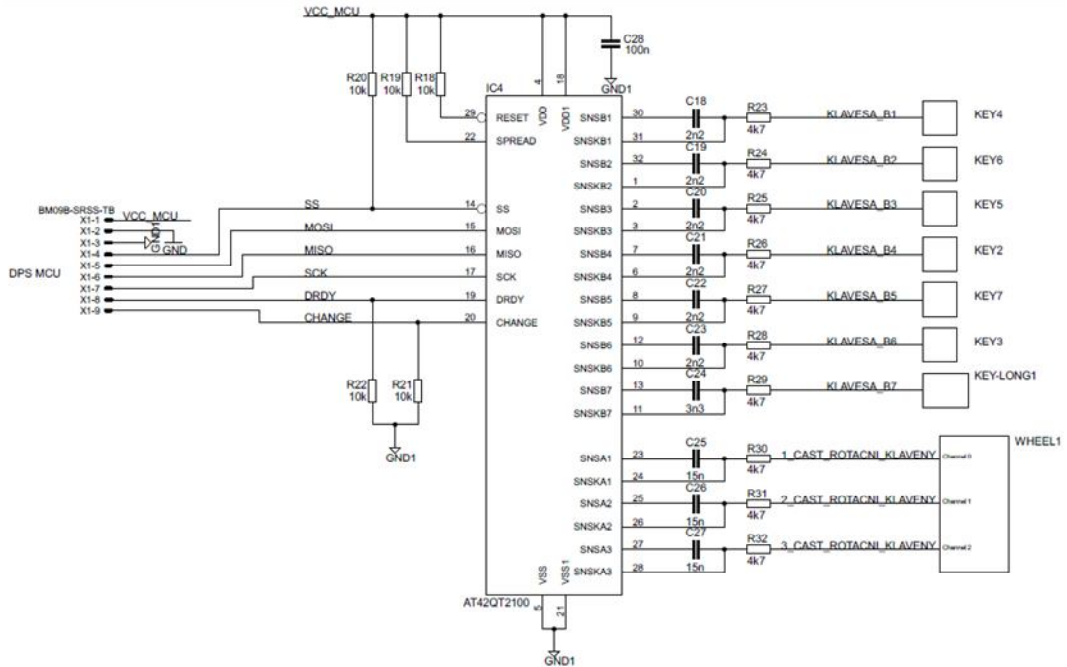 VCC_MCU
C28
100n
GND1
R20
10k
R19
10k
R18
10k
IC4
4
VDD
18
VDD1
29
RESET
22
SPREAD
SS
14
SS
MOSI
15
MOSI
MISO
16
MISO
SCK
17
SCK
DRDY
19
DRDY
CHANGE
20
CHANGE
DPS MCU
BM09B-SRSS-TB
X1-1
X1-2
X1-3
X1-4
X1-5
X1-6
X1-7
X1-8
X1-9
VCC_MCU
GND1
GND
R22
10k
R21
10k
GND1
SNSB1
30
C18
2n2
R23
4k7
KLAVESA_B1
KEY4
SNSKB1
31
SNSB2
32
C19
2n2
R24
4k7
KLAVESA_B2
KEY6
SNSKB2
1
SNSB3
2
C20
2n2
R25
4k7
KLAVESA_B3
KEY5
SNSKB3
3
SNSB4
7
C21
2n2
R26
4k7
KLAVESA_B4
KEY2
SNSKB4
6
SNSB5
8
C22
2n2
R27
4k7
KLAVESA_B5
KEY7
SNSKB5
9
SNSB6
12
C23
2n2
R28
4k7
KLAVESA_B6
KEY3
SNSKB6
10
SNSB7
13
C24
3n3
R29
4k7
KLAVESA_B7
KEY-LONG1
SNSKB7
11
SNSA1
23
C25
15n
R30
4k7
1_CAST_ROTACNI_KLAVENY
Channel 0
WHEEL1
SNSKA1
24
SNSA2
25
C26
15n
R31
4k7
2_CAST_ROTACNI_KLAVENY
Channel 1
SNSKA2
26
SNSA3
27
C27
15n
R32
4k7
3_CAST_ROTACNI_KLAVENY
Channel 2
SNSKA3
28
VSS
5
VSS1
21
AT42QT2100
GND1